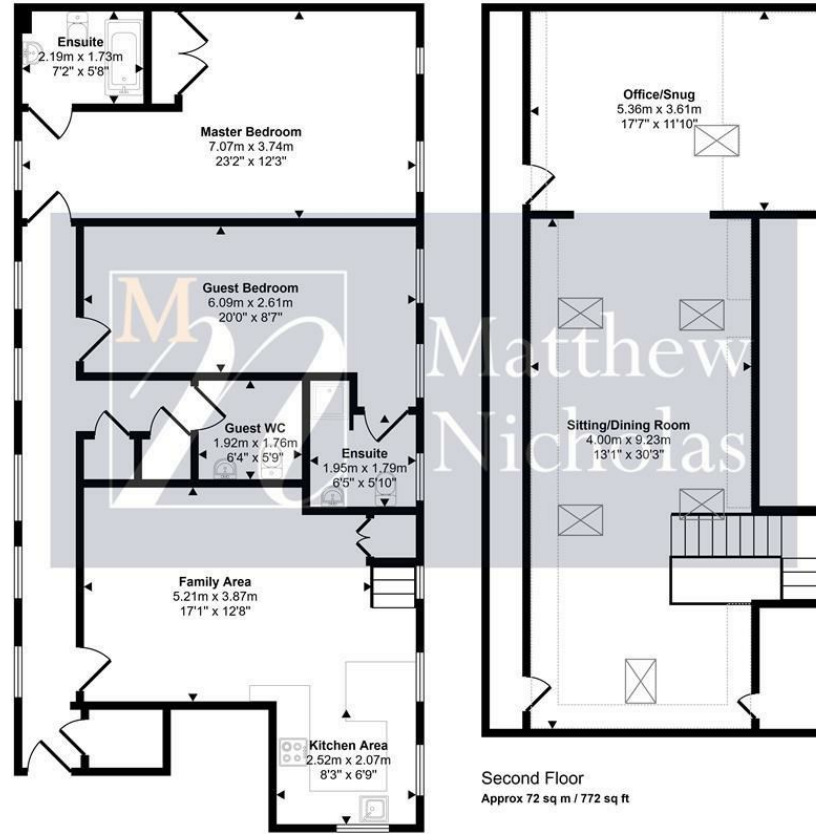 Ensuite
2.19m x 1.73m
7'2" x 5'8"
Master Bedroom
7.07m x 3.74m
23'2" x 12'3"
Guest Bedroom
6.09m x 2.61m
20'0" x 8'7"
Guest WC
1.92m x 1.76m
6'4" x 5'9"
Ensuite
1.95m x 1.79m
6'5" x 5'10"
Family Area
5.21m x 3.87m
17'1" x 12'8"
Kitchen Area
2.52m x 2.07m
8'3" x 6'9"
Office/Snug
5.36m x 3.61m
17'7" x 11'10"
Sitting/Dining Room
4.00m x 9.23m
13'1" x 30'3"
Second Floor
Approx 72 sq m / 772 sq ft
M
n
Matthew
Nicholas